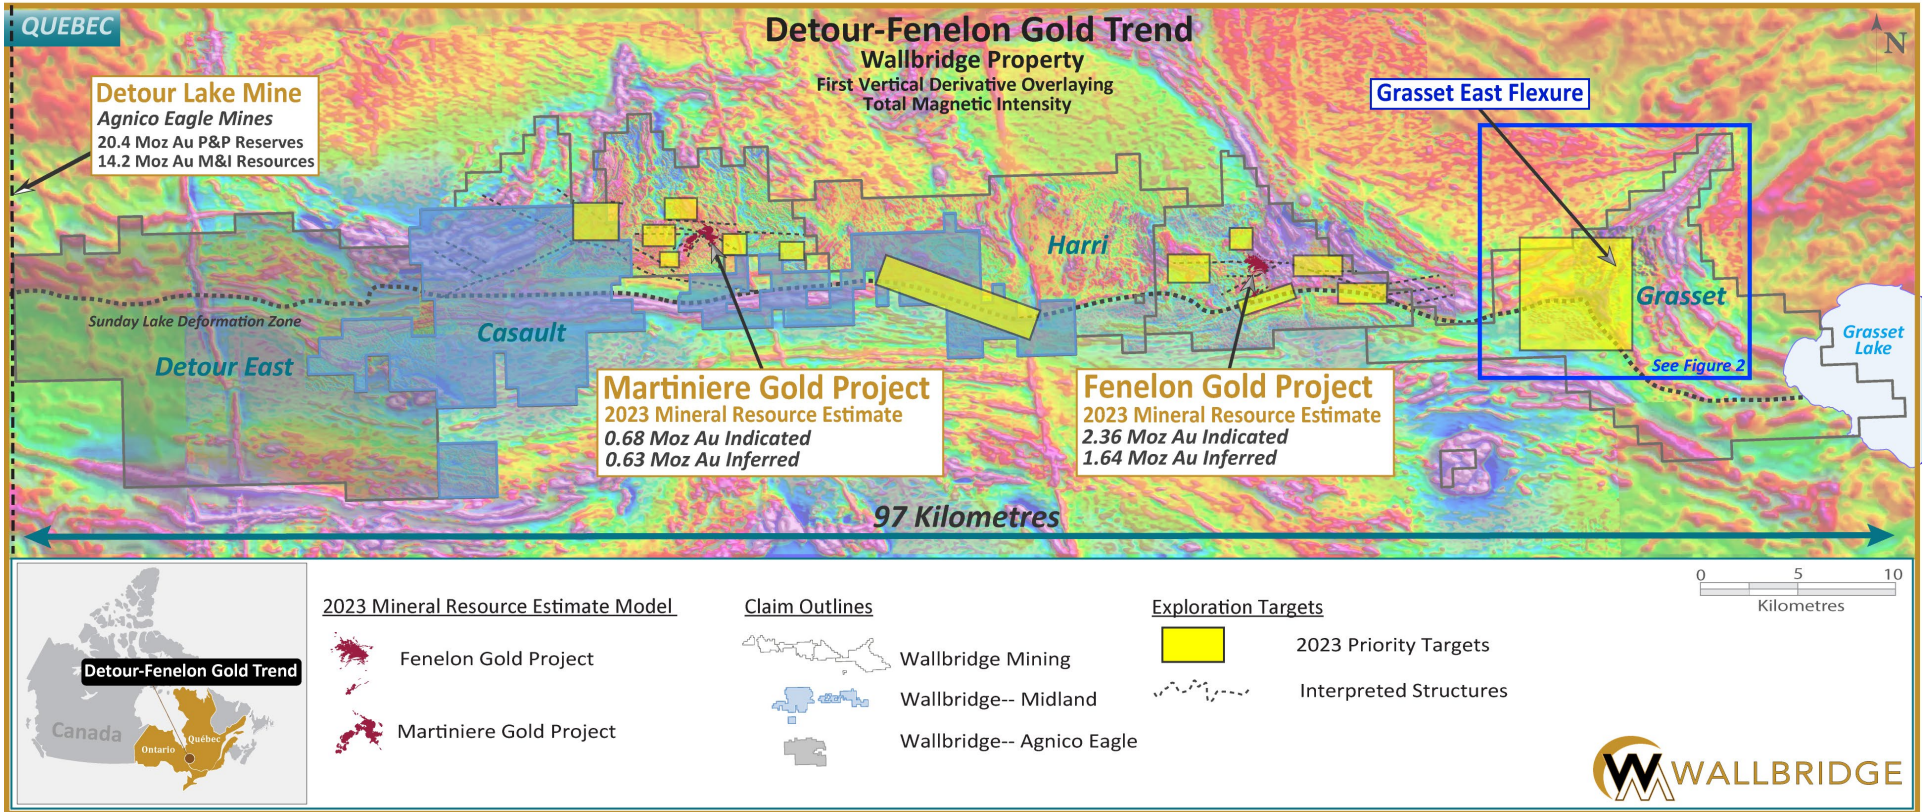 QUEBEC
Detour-Fenelon Gold Trend
Wallbridge Property
First Vertical Derivative Overlaying
Total Magnetic Intensity
N
Detour Lake Mine
Agnico Eagle Mines
20.4 Moz Au P&P Reserves
14.2 Moz Au M&I Resources
Grasset East Flexure
Harri
Grasset
Sunday Lake Deformation Zone
Casault
Detour East
Grasset
Lake
See Figure 2
Martiniere Gold Project
2023 Mineral Resource Estimate
0.68 Moz Au Indicated
0.63 Moz Au Inferred
Fenelon Gold Project
2023 Mineral Resource Estimate
2.36 Moz Au Indicated
1.64 Moz Au Inferred
97 Kilometres
Detour-Fenelon Gold Trend
Canada
Ontario
Québec
2023 Mineral Resource Estimate Model
Fenelon Gold Project
Martiniere Gold Project
Claim Outlines
Wallbridge Mining
Wallbridge-- Midland
Wallbridge-- Agnico Eagle
Exploration Targets
2023 Priority Targets
Interpreted Structures
0 5 10
Kilometres
WALLBRIDGE